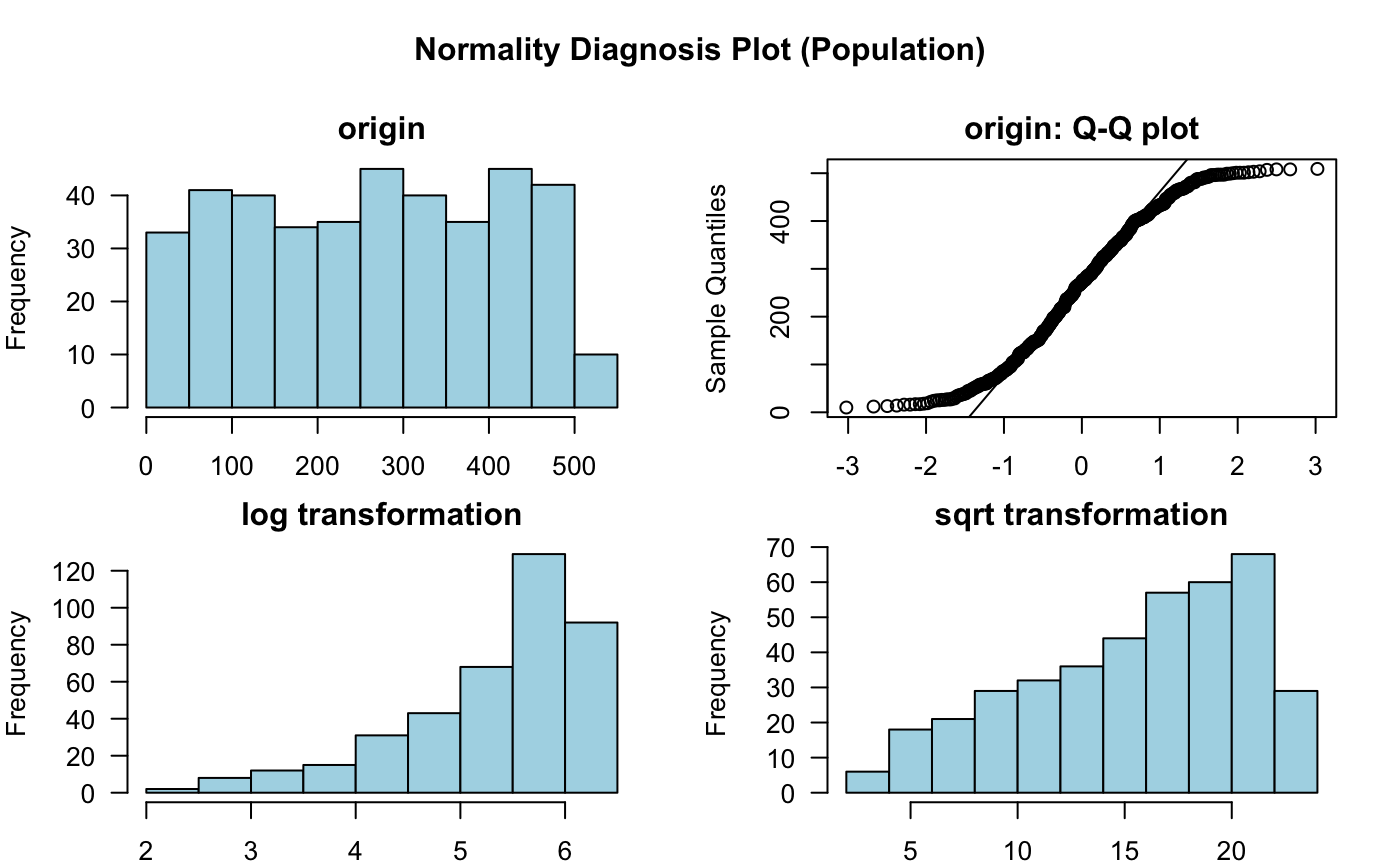 Normality Diagnosis Plot (Population)
origin
Frequency
0
10
20
30
40
0 100 200 300 400 500
origin: Q-Q plot
Sample Quantiles
0
200
400
-3 -2 -1 0 1 2 3
log transformation
Frequency
0
20
40
60
80
100
120
2 3 4 5 6
sqrt transformation
Frequency
0
10
20
30
40
50
60
70
5 10 15 20